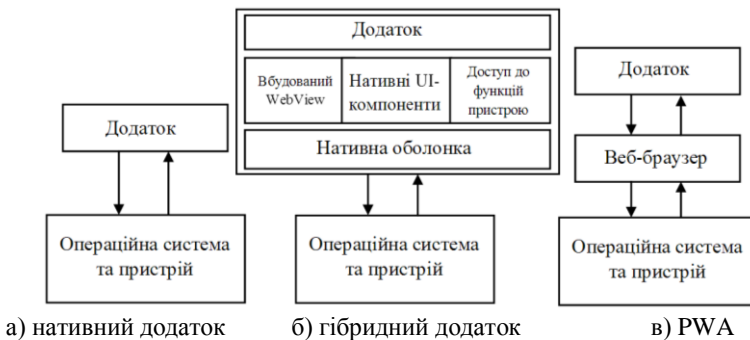 Додаток
Операційна система
та пристрій
Додаток
Вбудований
WebView
Нативні UI-
компоненти
Доступ до
функцій
пристрою
Нативна оболонка
Операційна система
та пристрій
Додаток
Веб-браузер
Операційна система
та пристрій
а) нативний додаток
б) гібридний додаток
в) PWA